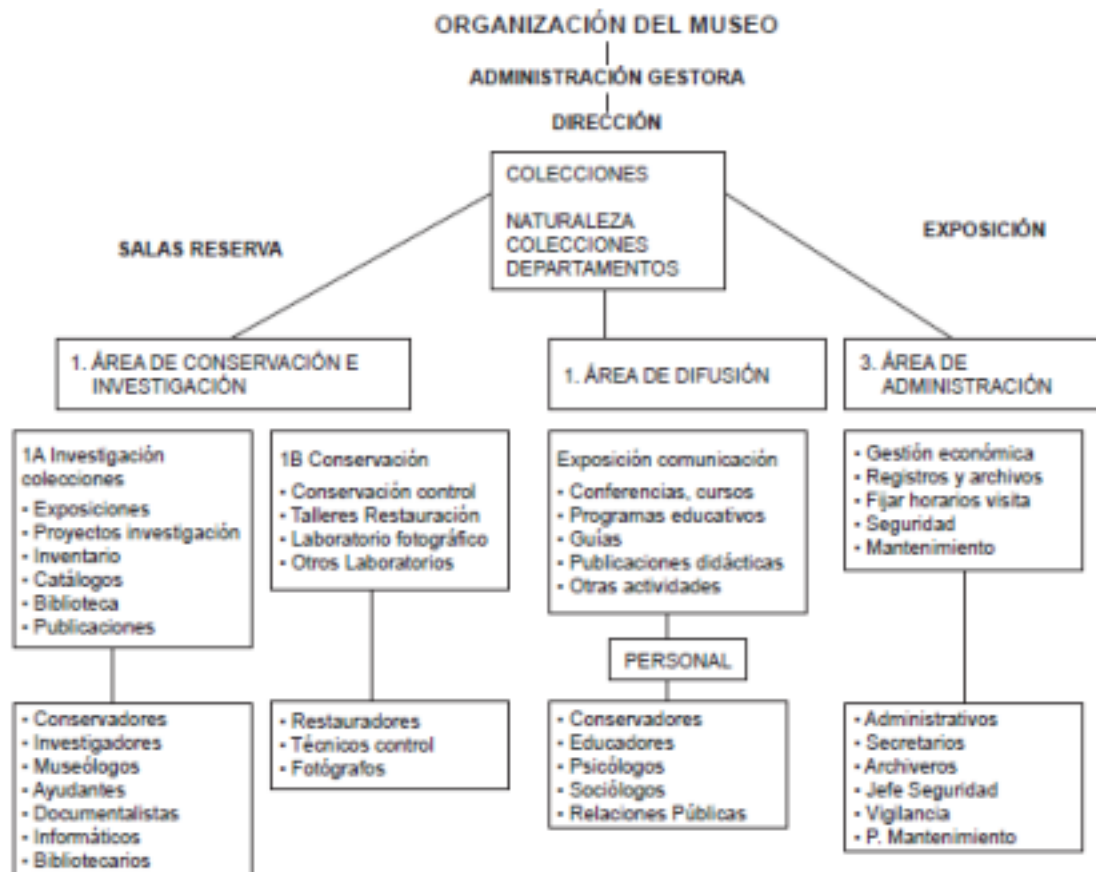 ORGANIZACIÓN DEL MUSEO
ADMINISTRACIÓN GESTORA
DIRECCIÓN
COLECCIONES
NATURALEZA
COLECCIONES
DEPARTAMENTOS
SALAS RESERVA
EXPOSICIÓN
1. ÁREA DE CONSERVACIÓN E
INVESTIGACIÓN
1. ÁREA DE DIFUSIÓN
3. ÁREA DE
ADMINISTRACIÓN
1A Investigación
colecciones
- Exposiciones
- Proyectos investigación
- Inventario
- Catálogos
- Biblioteca
- Publicaciones
1B Conservación
- Conservación control
- Talleres Restauración
- Laboratorio fotográfico
- Otros Laboratorios
Exposición comunicación
- Conferencias, cursos
- Programas educativos
- Guías
- Publicaciones didácticas
- Otras actividades
- Gestión económica
- Registros y archivos
- Fijar horarios visita
- Seguridad
- Mantenimiento
PERSONAL
- Conservadores
- Investigadores
- Museólogos
- Ayudantes
- Documentalistas
- Informáticos
- Bibliotecarios
- Restauradores
- Técnicos control
- Fotógrafos
- Conservadores
- Educadores
- Psicólogos
- Sociólogos
- Relaciones Públicas
- Administrativos
- Secretarios
- Archiveros
- Jefe Seguridad
- Vigilancia
- P. Mantenimiento